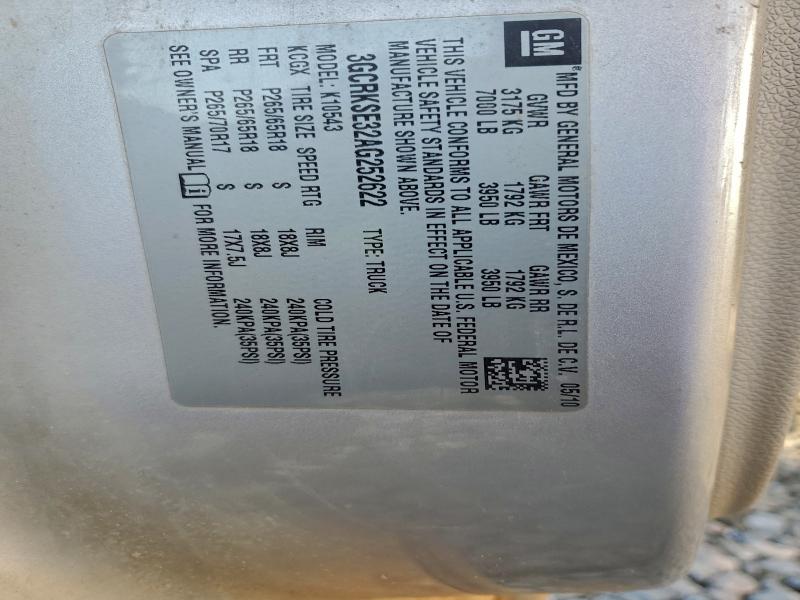 GM
®MFD BY GENERAL MOTORS DE MEXICO, S. DE R.L. DE C.V. 05/10
GVWR GAWR FRT GAWR RR
3175 KG 1792 KG 1792 KG
7000 LB 3950 LB 3950 LB
THIS VEHICLE CONFORMS TO ALL APPLICABLE U.S. FEDERAL MOTOR
VEHICLE SAFETY STANDARDS IN EFFECT ON THE DATE OF
MANUFACTURE SHOWN ABOVE.
3GCRKSE32AG252622 TYPE: TRUCK
MODEL: K10543
KCGX TIRE SIZE SPEED RTG RIM COLD TIRE PRESSURE
FRT P265/65R18 S 18X8J 240KPA(35PSI)
RR P265/65R18 S 18X8J 240KPA(35PSI)
SPA P265/70R17 S 17X7.5J 240KPA(35PSI)
SEE OWNER'S MANUAL FOR MORE INFORMATION.